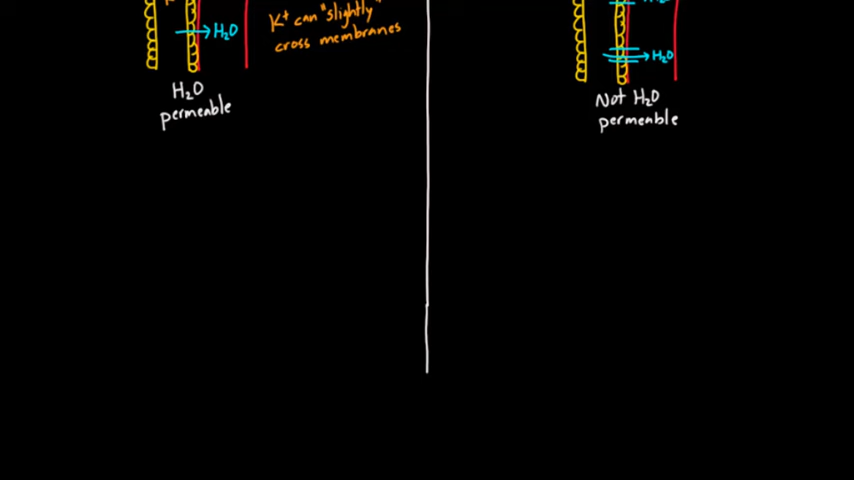 K+ can "slightly"
cross membranes
H₂O
H₂O
permeable
H₂O
Not H₂O
permeable